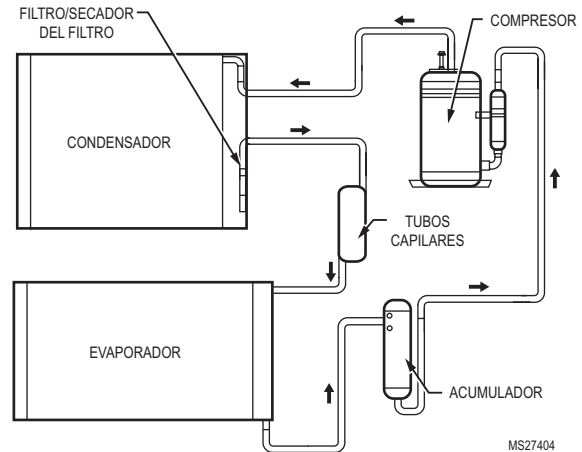 FILTRO/SECADOR
DEL FILTRO
COMPRESOR
CONDENSADOR
TUBOS
CAPILARES
EVAPORADOR
ACUMULADOR
MS27404